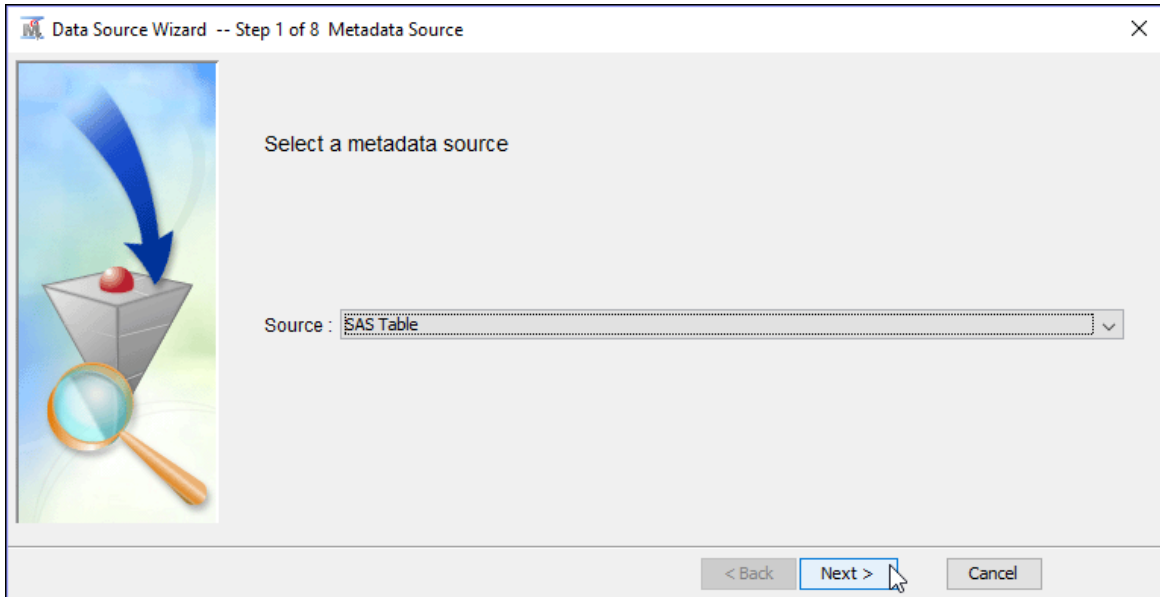 Data Source Wizard -- Step 1 of 8 Metadata Source
Select a metadata source
Source : SAS Table
< Back Next > Cancel